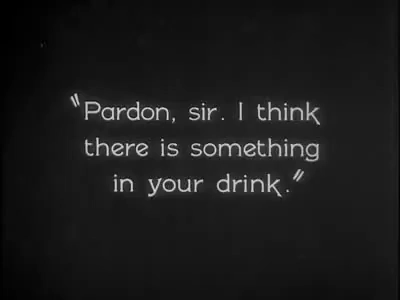 "Pardon, sir. I think
there is something
in your drink."